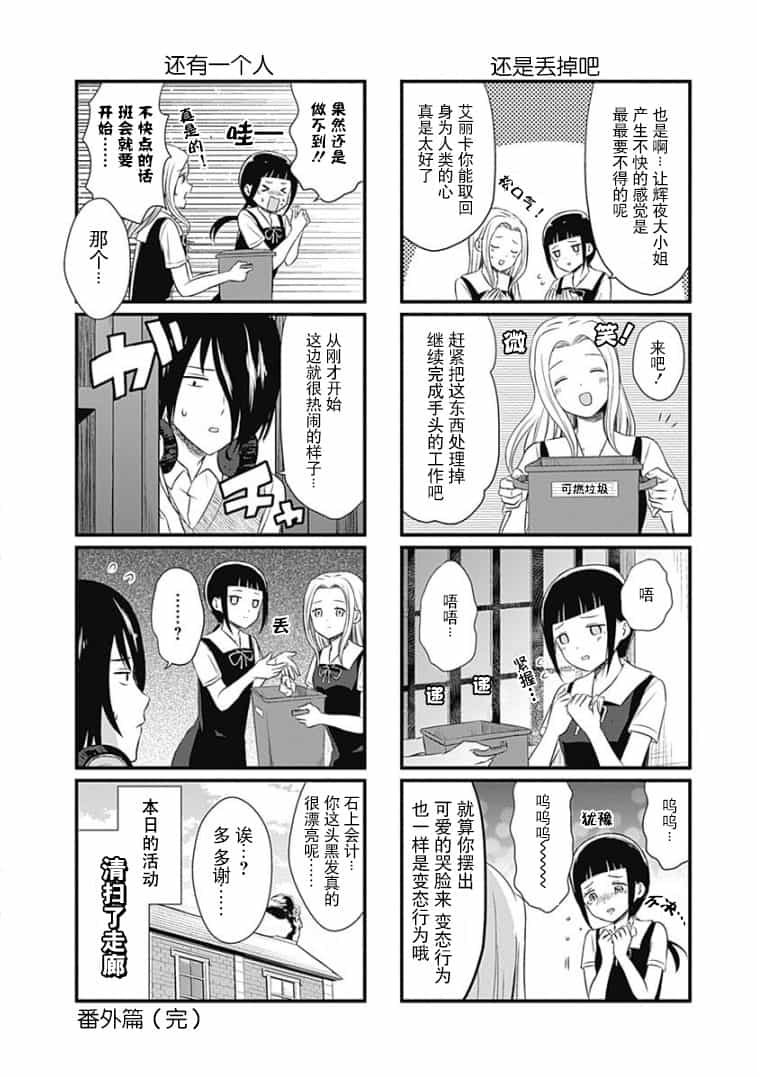 还是丢掉吧
也是啊…让辉夜大小姐
产生不快的感觉是
最最要不得的呢
艾丽卡你能取回
身为人类的心
真是太好了
松口气！
来吧！
微
笑！
赶紧把这东西处理掉
继续完成手头的工作吧
可燃垃圾
唔
唔唔…
紧握…
递
递
呜呜…
呜呜呜〜
犹豫
不决…
就算你摆出
可爱的哭脸来 变态行为
也一样是变态行为哦
还有一个人
果然还是
做不到!!
哇——
真是的！
不快点的话
班会就要
开始……
那个…
从刚才开始
这边就很热闹的样子…
ガラ
ガチャ
丢
……?
石上会计…
你这头黑发真的
很漂亮呢……
诶…?
多多谢…
本日的活动
清扫了走廊
番外篇(完)